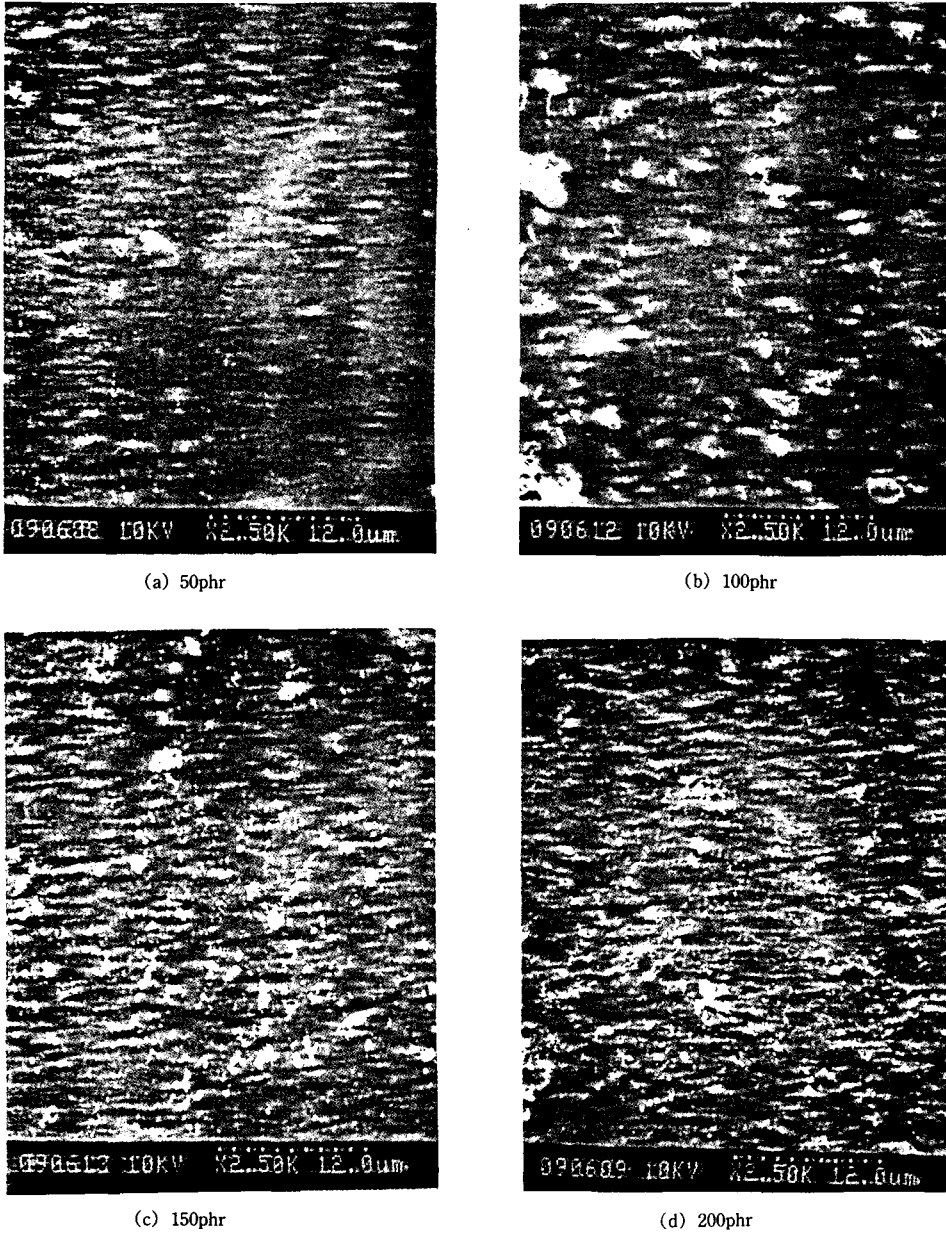 10KV X2.50K 12.0um
(a) 50phr
090612 10KV X2.50K 12.0um
(b) 100phr
090613 10KV X2.50K 12.0um
(c) 150phr
090609 10KV X2.50K 12.0um
(d) 200phr